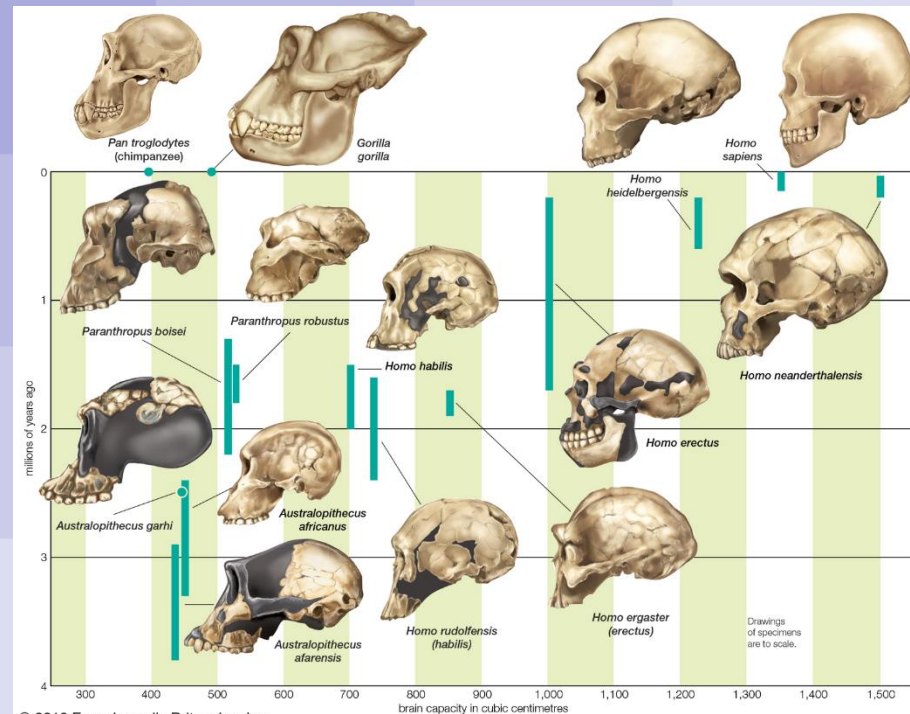 Pan troglodytes
(chimpanzee)
Gorilla
gorilla
Homo
sapiens
Homo
heidelbergensis
0
Paranthropus boisei
Paranthropus robustus
1
Homo habilis
Homo neanderthalensis
millions of years ago
2
Homo erectus
Australopithecus garhi
Australopithecus
africanus
3
Australopithecus
afarensis
Homo rudolfensis
(habilis)
Homo ergaster
(erectus)
Drawings
of specimens
are to scale.
4
300 400 500 600 700 800 900 1,000 1,100 1,200 1,300 1,400 1,500
brain capacity in cubic centimetres